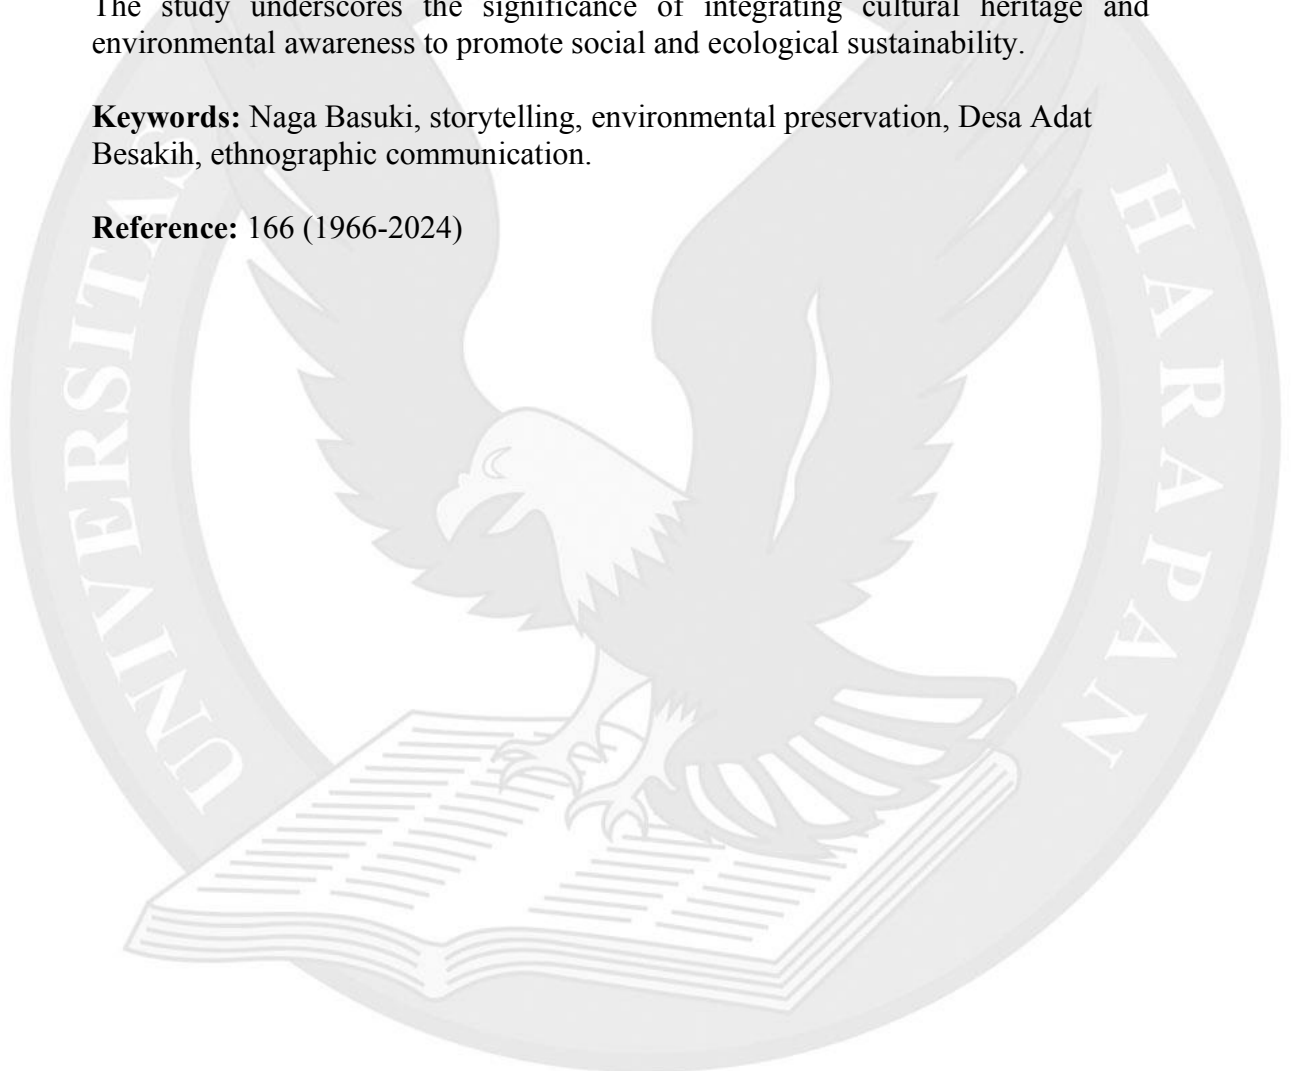 The study underscores the significance of integrating cultural heritage and
environmental awareness to promote social and ecological sustainability.
Keywords: Naga Basuki, storytelling, environmental preservation, Desa Adat
Besakih, ethnographic communication.
Reference: 166 (1966-2024)
UNIVERSITAS
HARAPAN